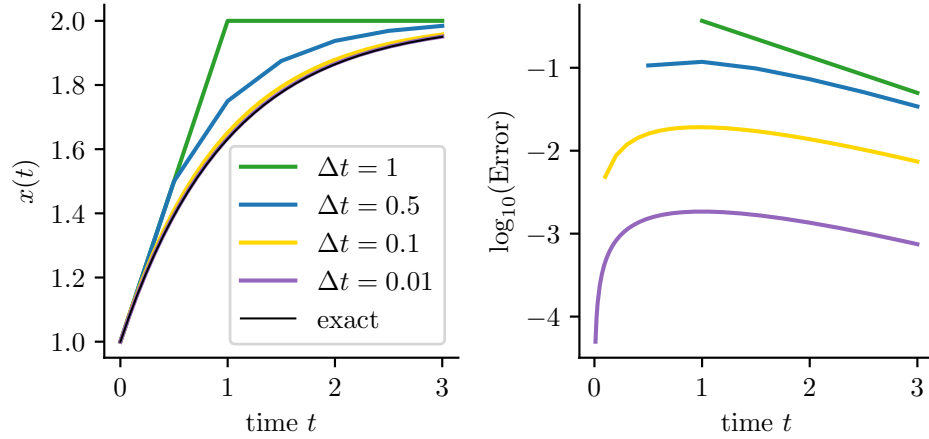 2.0
1.8
1.6
1.4
1.2
1.0
x(t)
0
1
2
3
time t
Δt = 1
Δt = 0.5
Δt = 0.1
Δt = 0.01
exact
−1
−2
−3
−4
log₁₀(Error)
0
1
2
3
time t